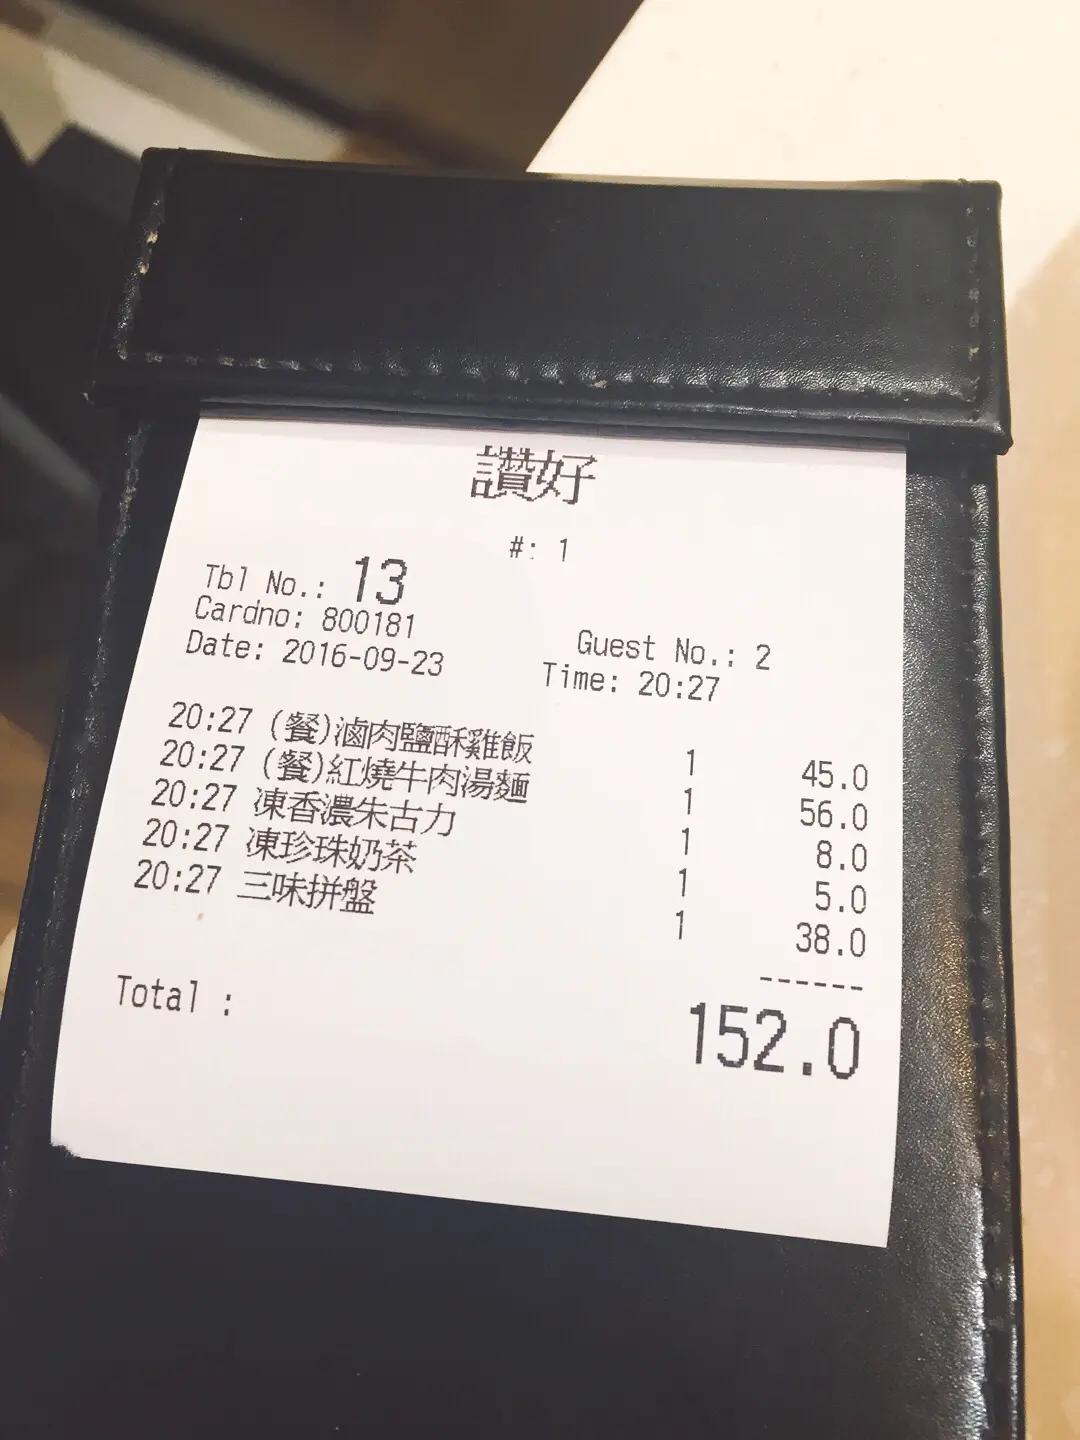 讚好
#: 1
Tbl No.: 13
Cardno: 800181 Guest No.: 2
Date: 2016-09-23 Time: 20:27
20:27 (餐)滷肉鹽酥雞飯 1 45.0
20:27 (餐)紅燒牛肉湯麵 1 56.0
20:27 凍香濃朱古力 1 8.0
20:27 凍珍珠奶茶 1 5.0
20:27 三味拼盤 1 38.0
------
Total : 152.0